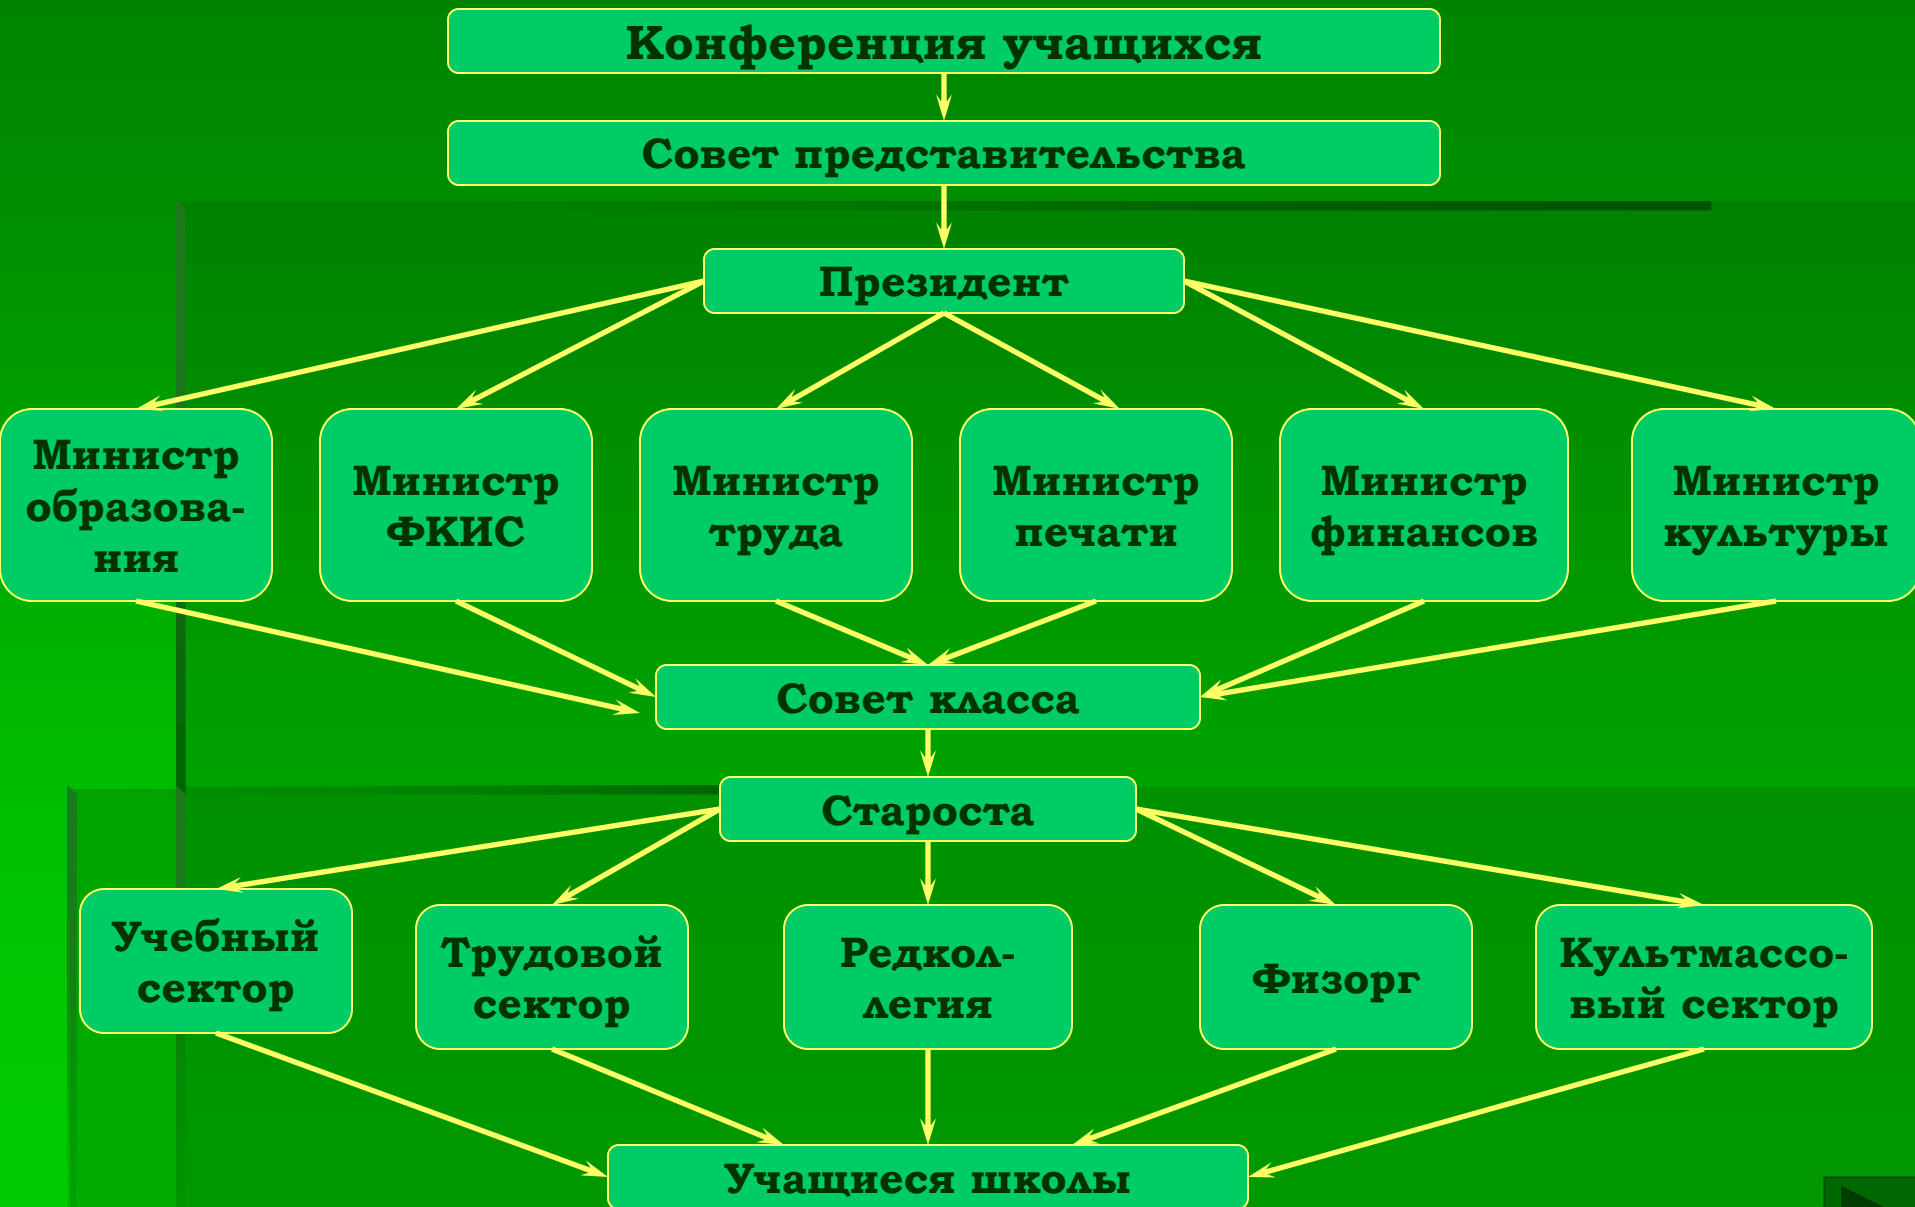 Конференция учащихся
Совет представительства
Президент
Министр
образова-
ния
Министр
ФКИС
Министр
труда
Министр
печати
Министр
финансов
Министр
культуры
Совет класса
Староста
Учебный
сектор
Трудовой
сектор
Редкол-
легия
Физорг
Культмассо-
вый сектор
Учащиеся школы